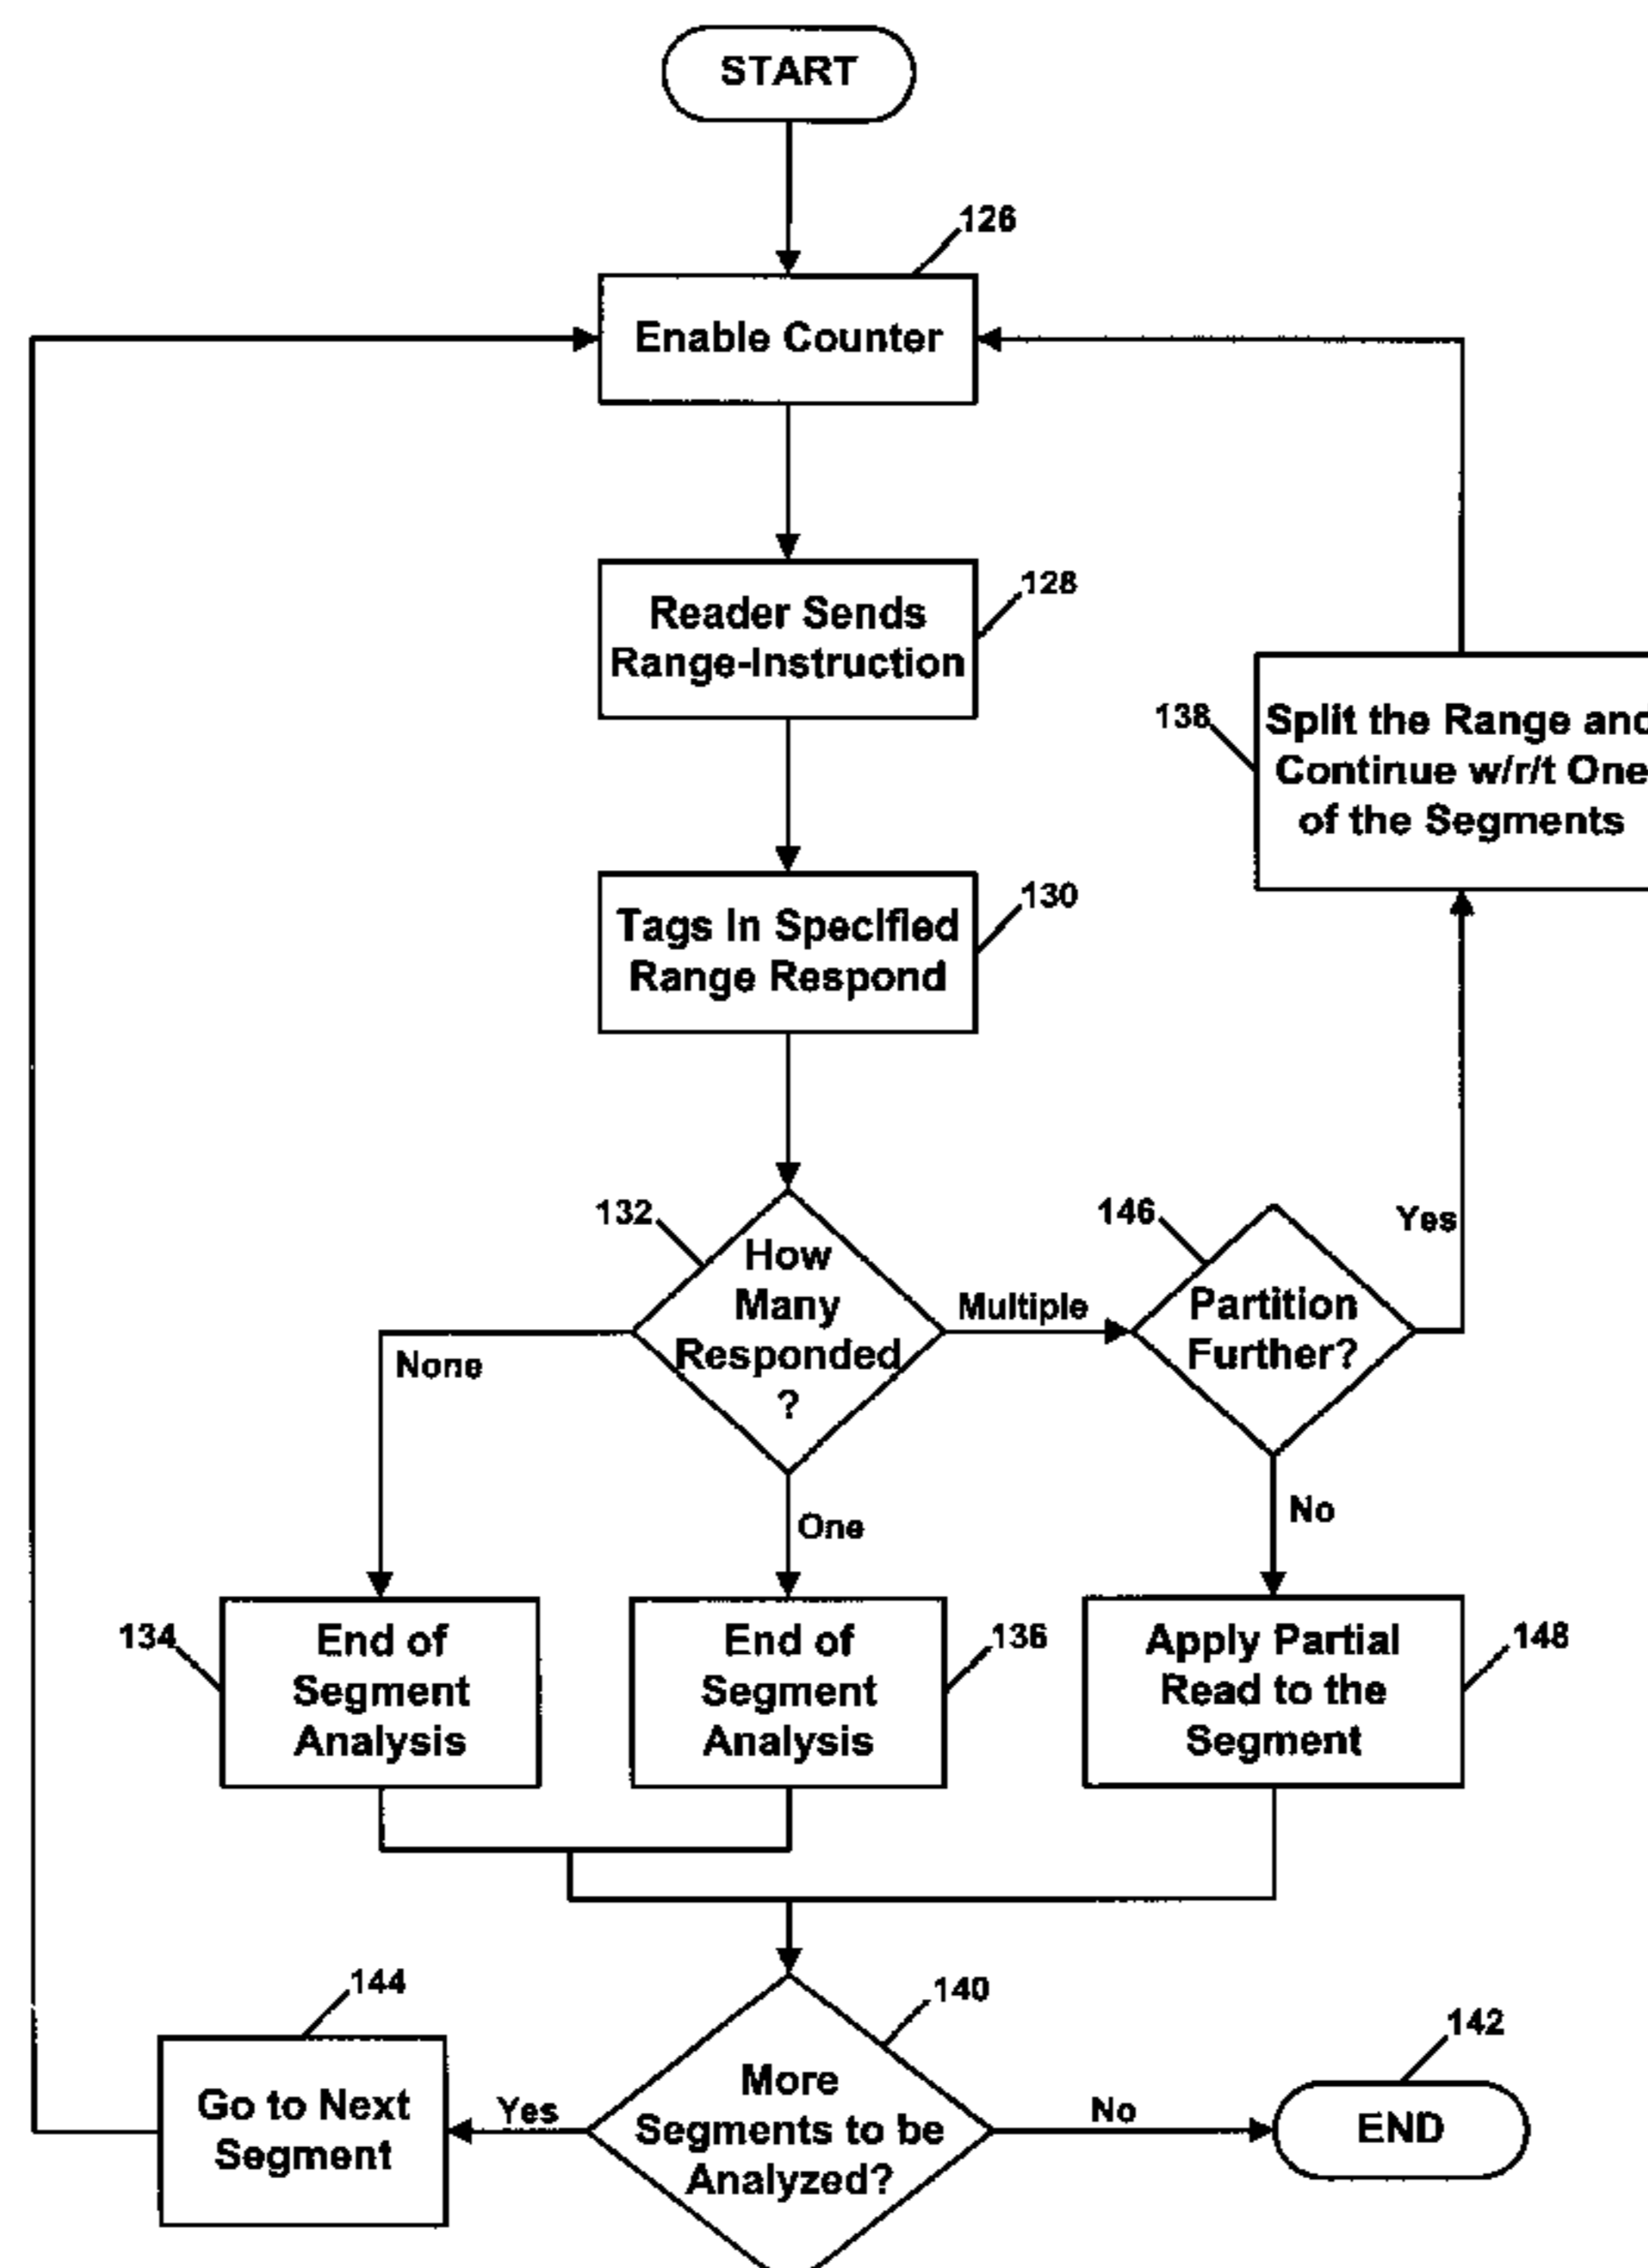 START
126
Enable Counter
128
Reader Sends
Range-Instruction
138
Split the Range and
Continue w/r/t One
of the Segments
130
Tags In Specified
Range Respond
132
How
Many
Responded
?
Multiple
146
Partition
Further?
Yes
None
One
No
134
End of
Segment
Analysis
End of
Segment
Analysis
136
Apply Partial
Read to the
Segment
148
144
Go to Next
Segment
Yes
140
More
Segments to be
Analyzed?
No
142
END